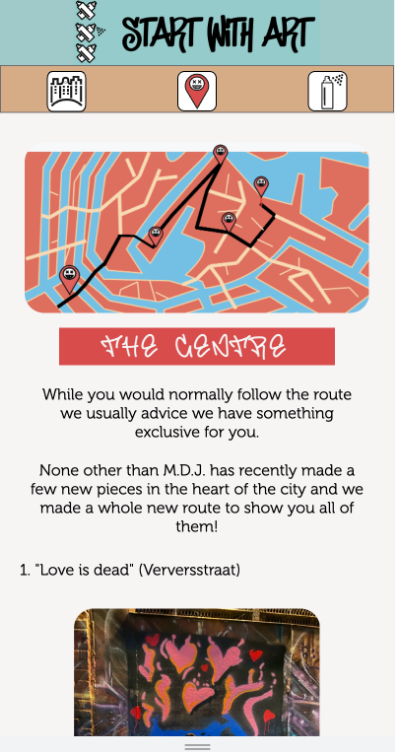 START WITH ART
THE CENTRE
While you would normally follow the route
we usually advice we have something
exclusive for you.
None other than M.D.J. has recently made a
few new pieces in the heart of the city and we
made a whole new route to show you all of
them!
1. "Love is dead" (Verversstraat)